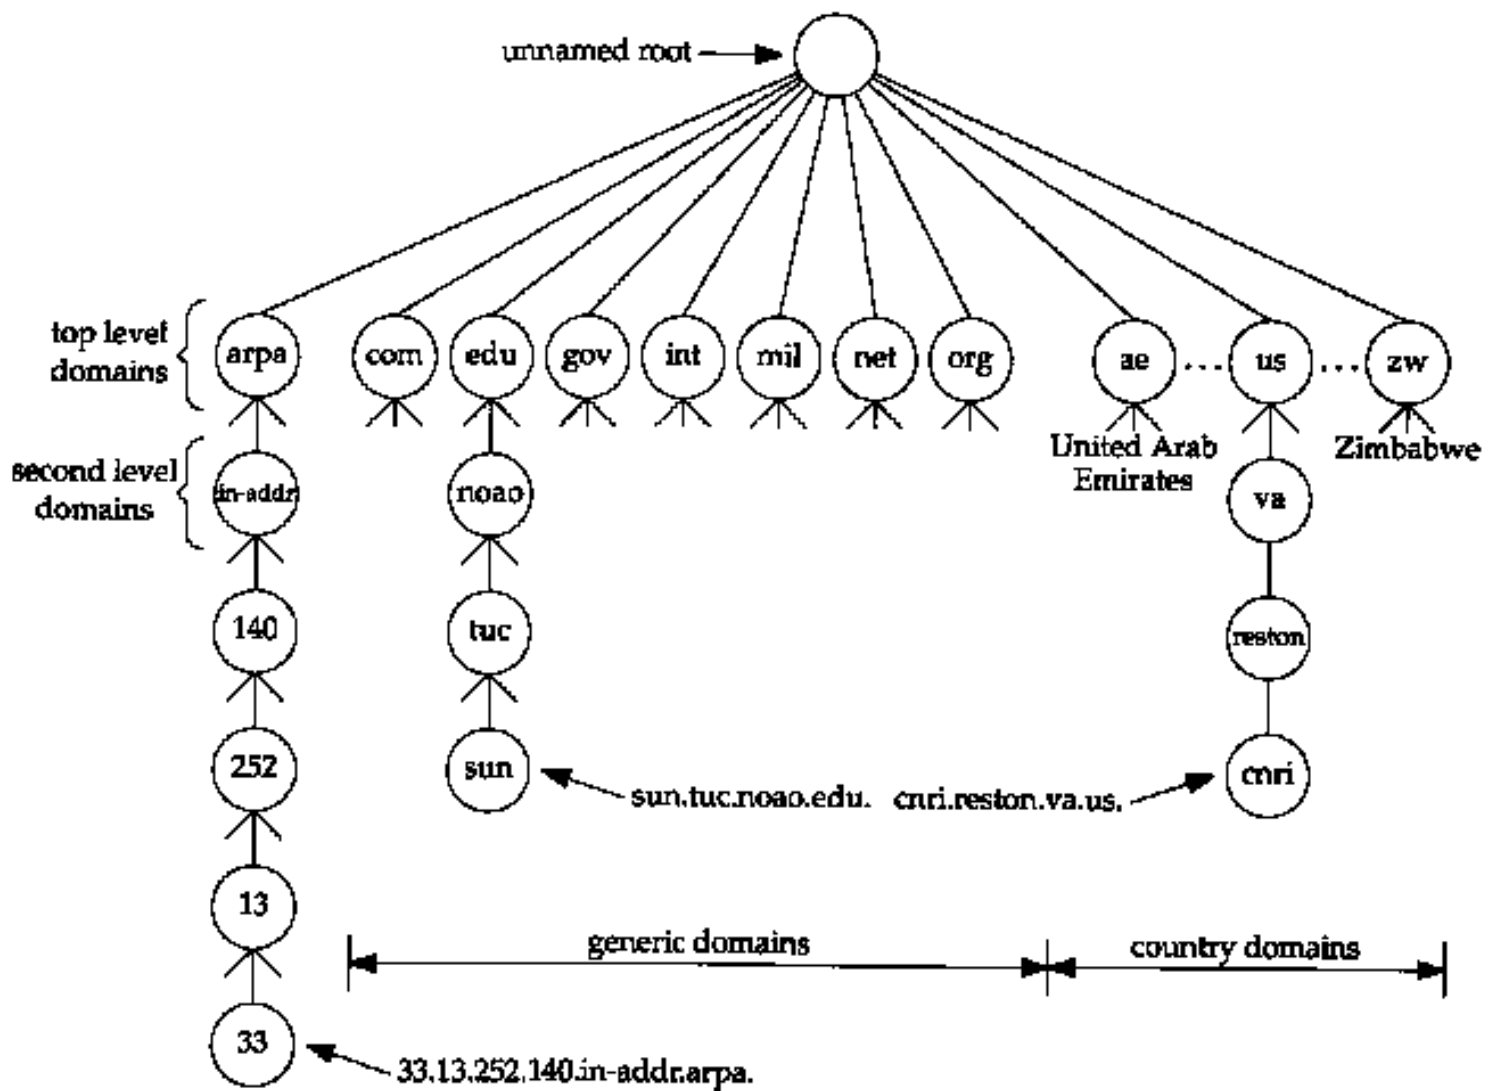 unnamed root
top level
domains
arpa com edu gov int mil net org ae ... us ... zw
United Arab
Emirates
Zimbabwe
second level
domains
in-addr noao va
140 tuc reston
252 sun cnri
sun.tuc.noao.edu. cnri.reston.va.us.
13
generic domains country domains
33
33.13.252.140.in-addr.arpa.